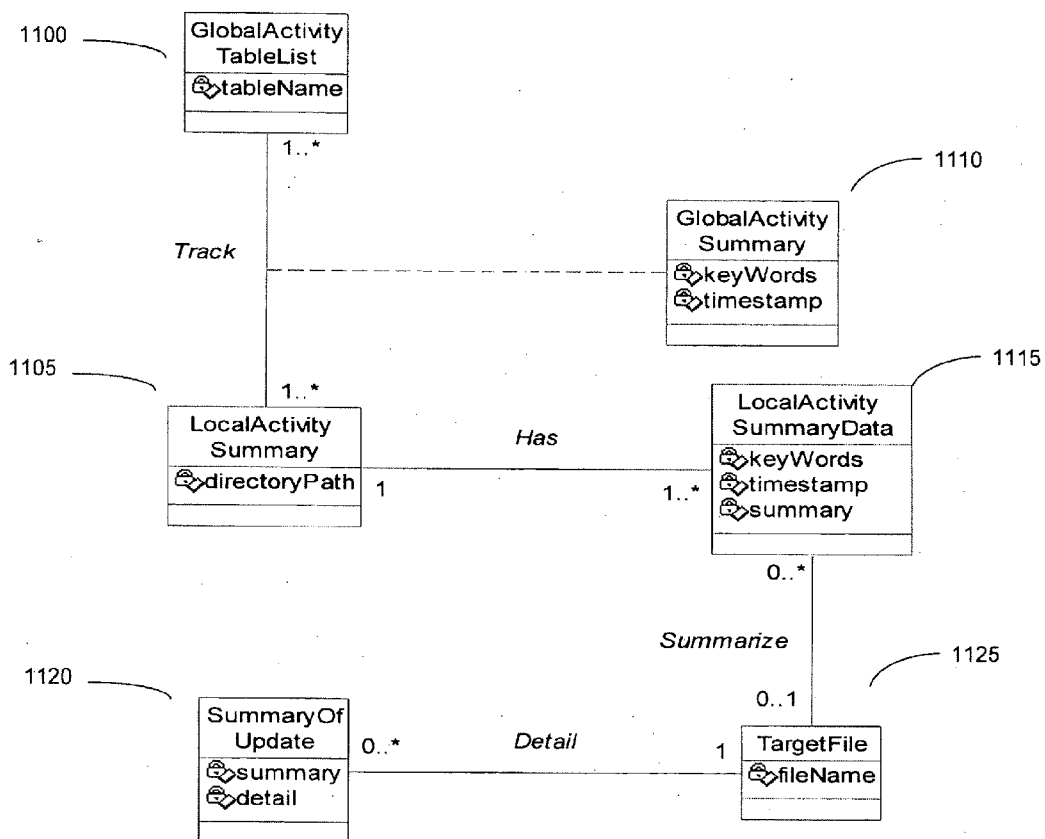 1100
GlobalActivity
TableList
tableName
1..*
1110
GlobalActivity
Summary
keyWords
timestamp
Track
1105
1..*
LocalActivity
Summary
directoryPath
1
Has
1..*
1115
LocalActivity
SummaryData
keyWords
timestamp
summary
0..*
Summarize
1125
0..1
1120
SummaryOf
Update
summary
detail
0..*
Detail
1
TargetFile
fileName